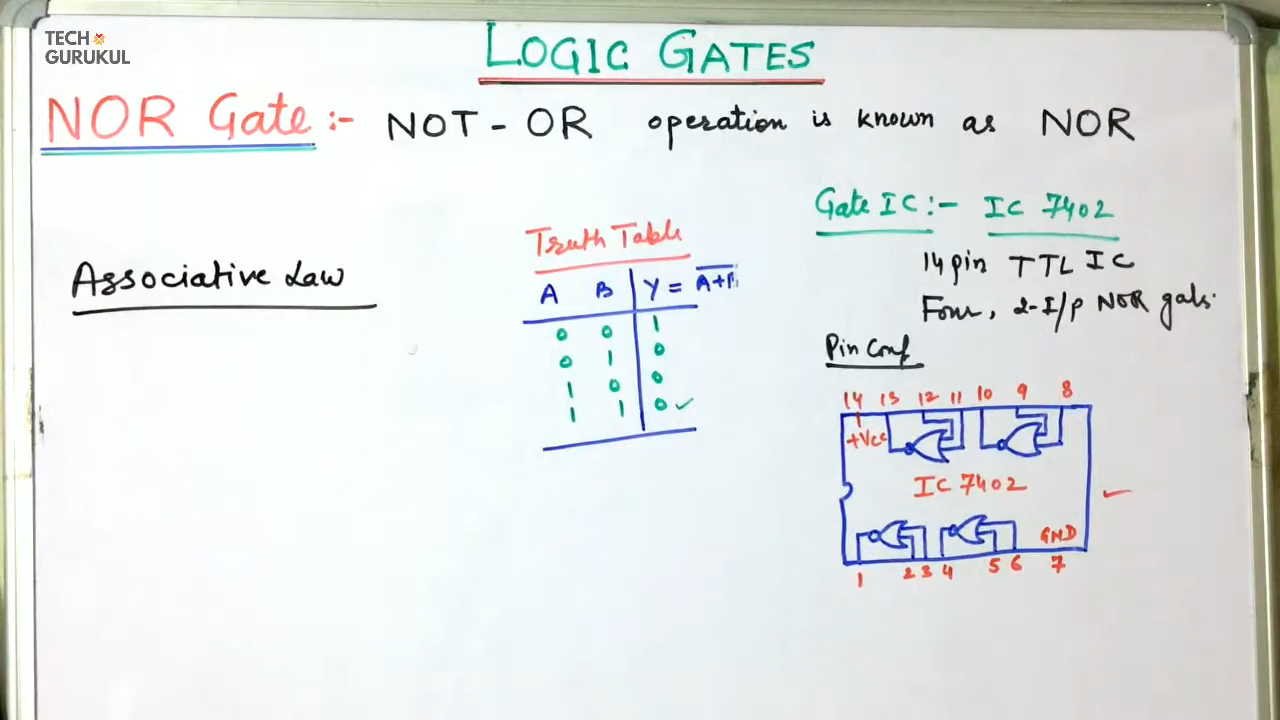 TECH
GURUKUL
LOGIC GATES
NOR Gate :- NOT - OR operation is known as NOR
Associative Law
Truth Table
A B Y = A+B
0 0 1
0 1 0
1 0 0
1 1 0 ✓
Gate IC :- IC 7402
14 pin TTL IC
Four, 2-I/p NOR gats.
Pin Conf
14 13 12 11 10 9 8
+Vcc
IC 7402
GND
1 2 3 4 5 6 7